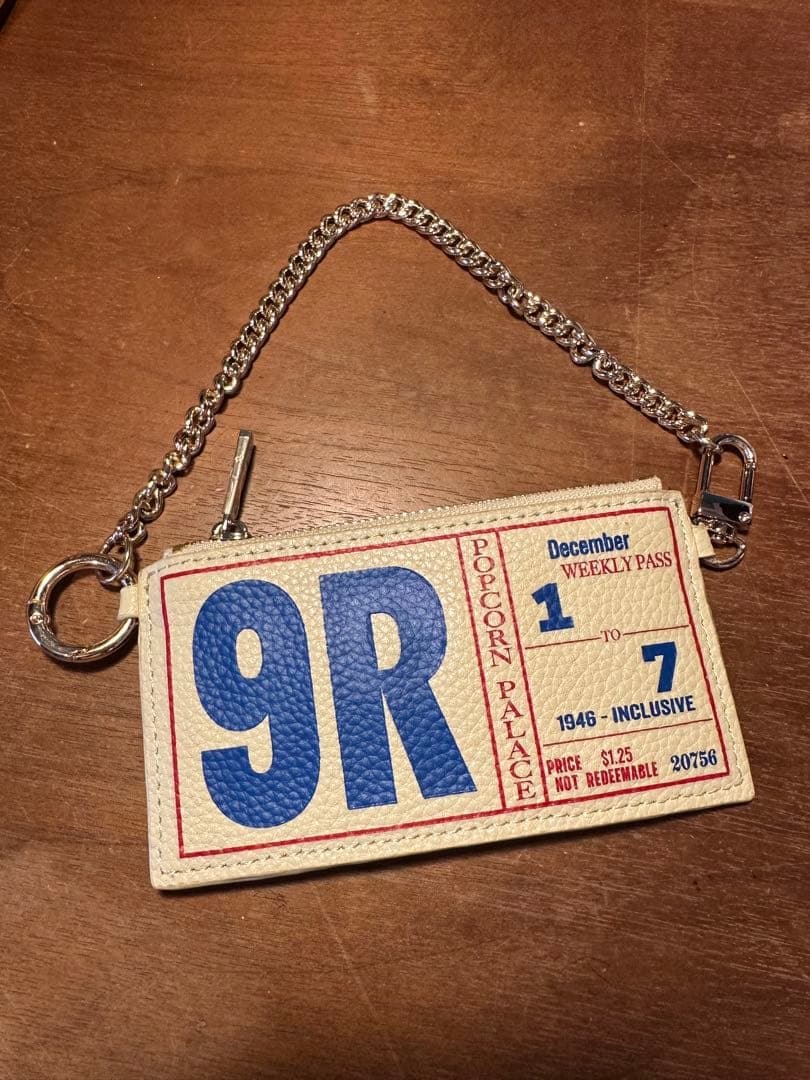 9R
POPCORN PALACE
December
WEEKLY PASS
1
TO
7
1946 - INCLUSIVE
PRICE $1.25
NOT REDEEMABLE
20756